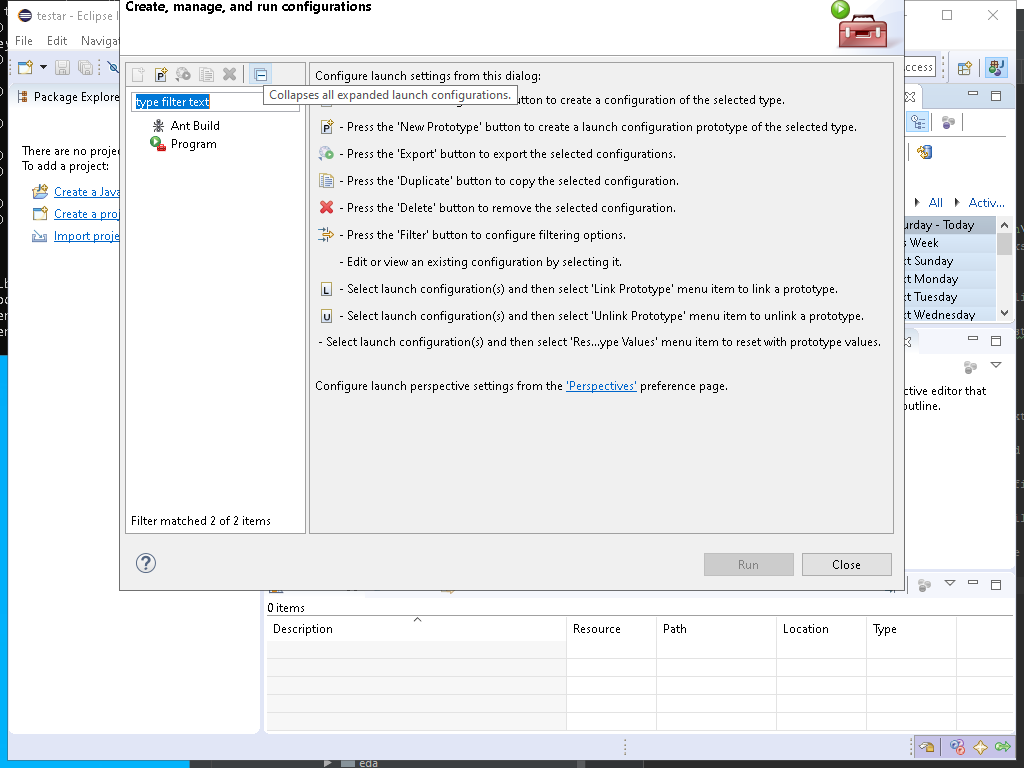 Create, manage, and run configurations
testar - Eclipse I
File Edit Naviga
ccess
Package Explore
Configure launch settings from this dialog:
Collapses all expanded launch configurations.
type filter text
utton to create a configuration of the selected type.
Ant Build
Program
- Press the 'New Prototype' button to create a launch configuration prototype of the selected type.
- Press the 'Export' button to export the selected configurations.
- Press the 'Duplicate' button to copy the selected configuration.
- Press the 'Delete' button to remove the selected configuration.
- Press the 'Filter' button to configure filtering options.
- Edit or view an existing configuration by selecting it.
L - Select launch configuration(s) and then select 'Link Prototype' menu item to link a prototype.
U - Select launch configuration(s) and then select 'Unlink Prototype' menu item to unlink a prototype.
- Select launch configuration(s) and then select 'Res...ype Values' menu item to reset with prototype values.
Configure launch perspective settings from the 'Perspectives' preference page.
There are no projec
To add a project:
Create a Java
Create a proj
Import proje
All Activ...
urday - Today
s Week
xt Sunday
xt Monday
xt Tuesday
xt Wednesday
ctive editor that
outline.
Filter matched 2 of 2 items
? Run Close
0 items
Description Resource Path Location Type
eda